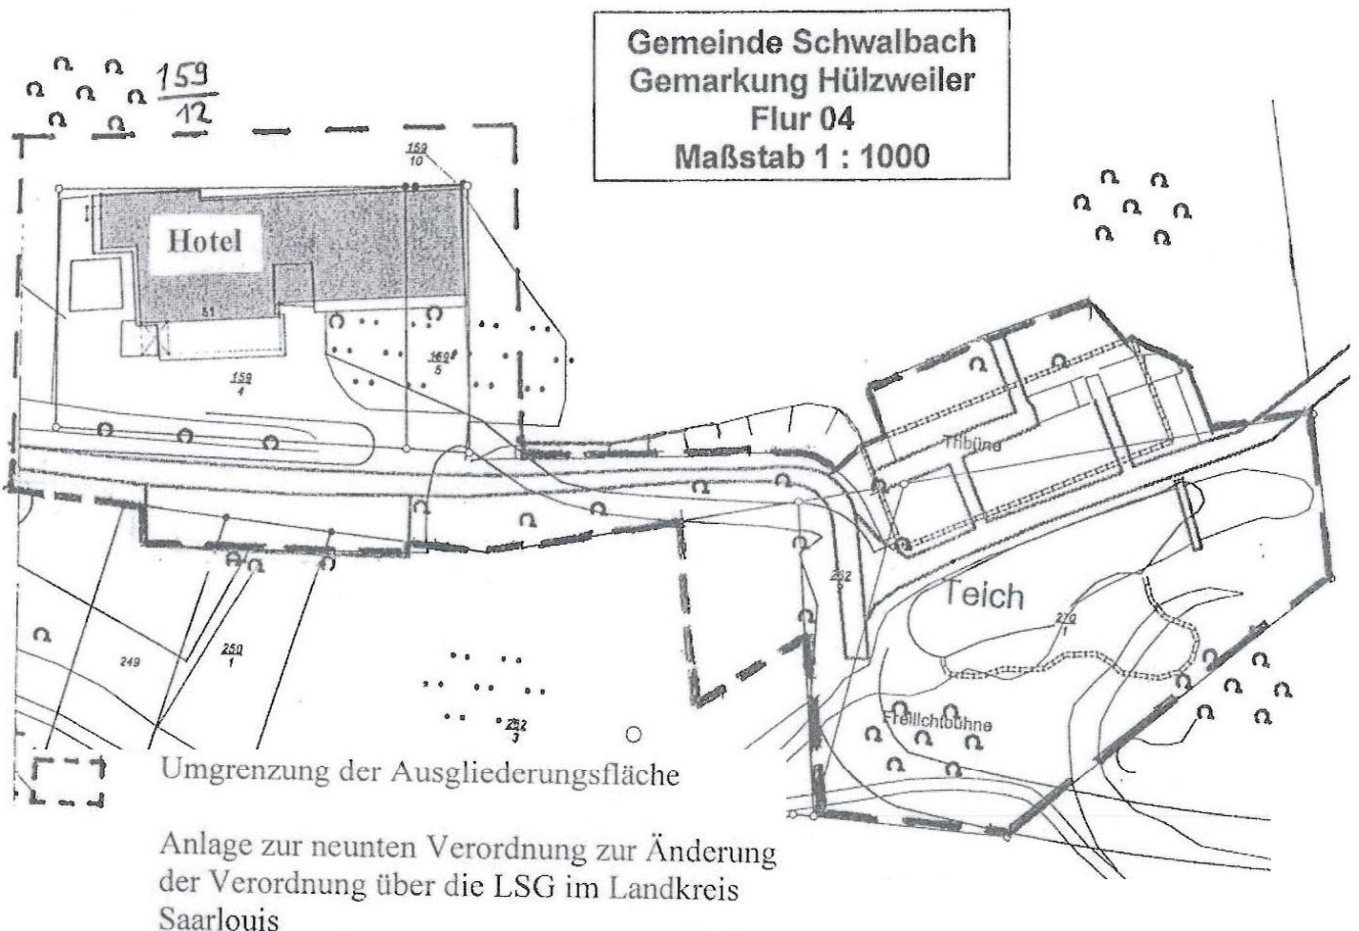 Gemeinde Schwalbach
Gemarkung Hülzweiler
Flur 04
Maßstab 1 : 1000
159
12
159
10
Hotel
51
159
4
5
Tribüne
Teich
252
270
1
249
250
1
252
3
Freilichtbühne
Umgrenzung der Ausgliederungsfläche
Anlage zur neunten Verordnung zur Änderung
der Verordnung über die LSG im Landkreis
Saarlouis